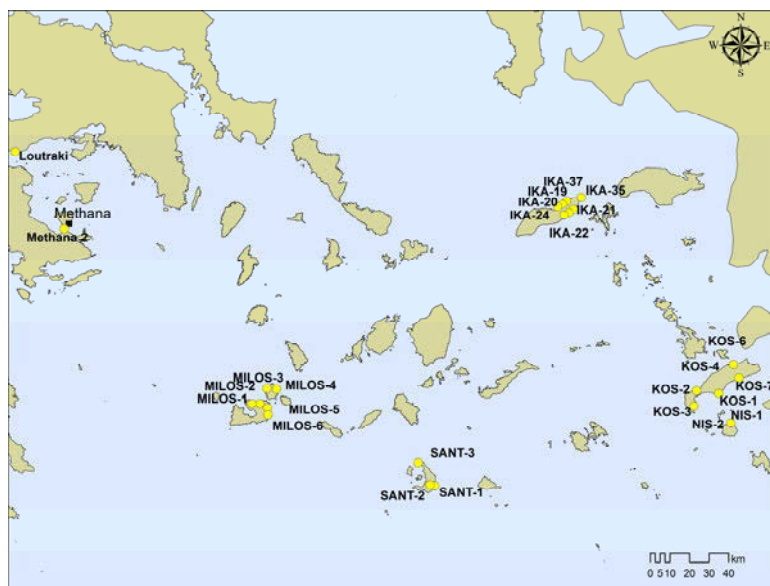 N
W E
S
Loutraki
IKA-37
IKA-19
IKA-35
IKA-20
IKA-21
IKA-24
IKA-22
Methana
Methana 2
KOS-6
KOS-4
KOS-7
KOS-2
KOS-1
KOS-3
NIS-1
NIS-2
MILOS-3
MILOS-2
MILOS-4
MILOS-1
MILOS-5
MILOS-6
SANT-3
SANT-2
SANT-1
km
0 5 10 20 30 40